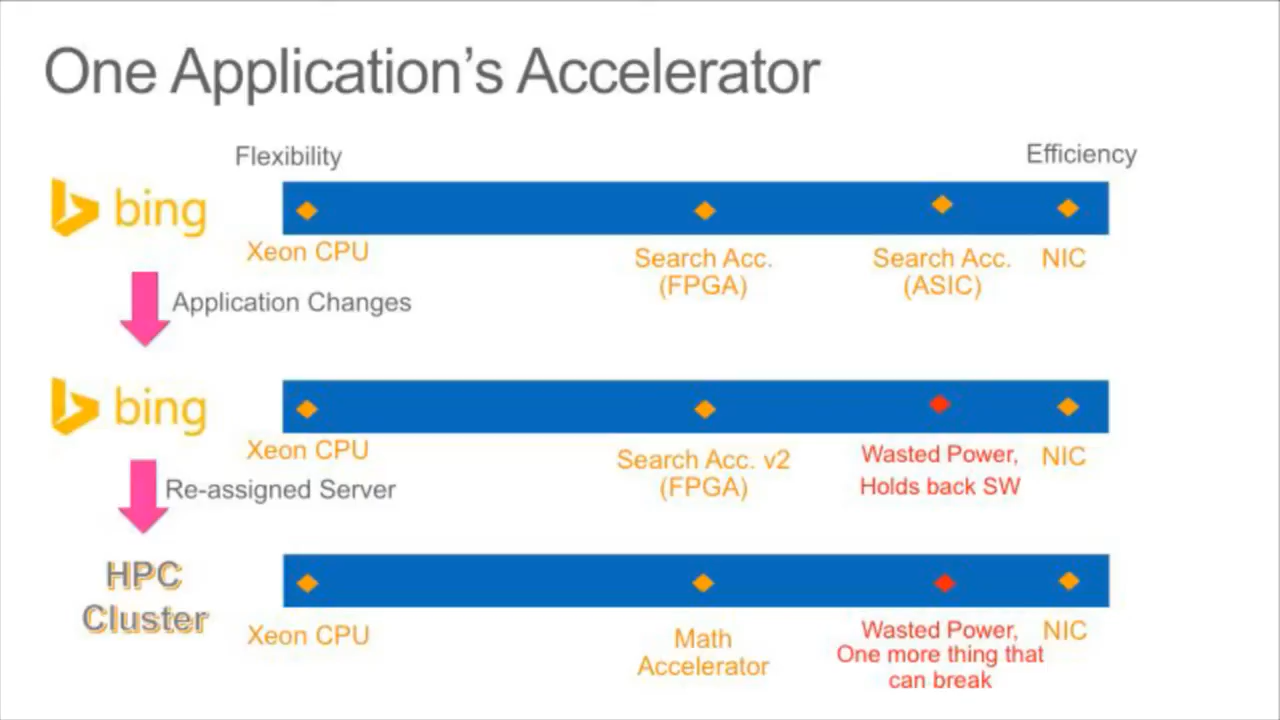 One Application's Accelerator
Flexibility
Efficiency
bing
Xeon CPU
Search Acc.
(FPGA)
Search Acc.
(ASIC)
NIC
Application Changes
bing
Xeon CPU
Search Acc. v2
(FPGA)
Wasted Power,
Holds back SW
NIC
Re-assigned Server
HPC
Cluster
Xeon CPU
Math
Accelerator
Wasted Power,
One more thing that
can break
NIC